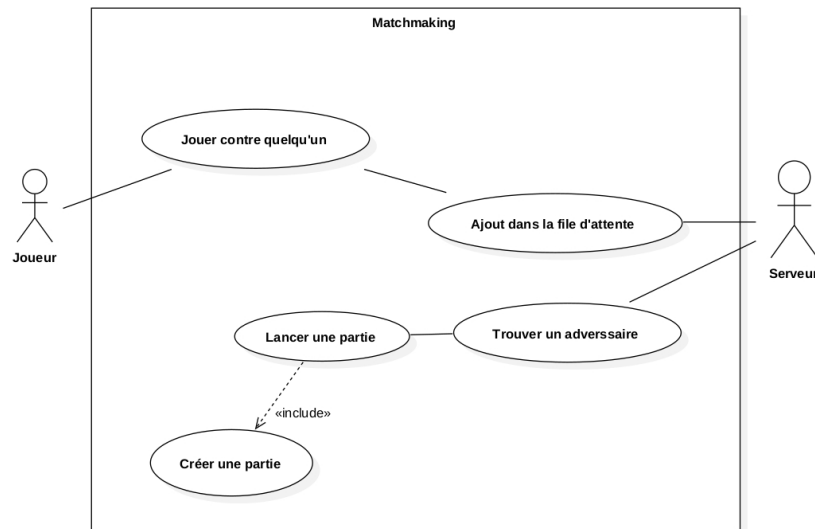 Matchmaking
Jouer contre quelqu'un
Ajout dans la file d'attente
Joueur
Serveur
Lancer une partie
Trouver un adverssaire
«include»
Créer une partie